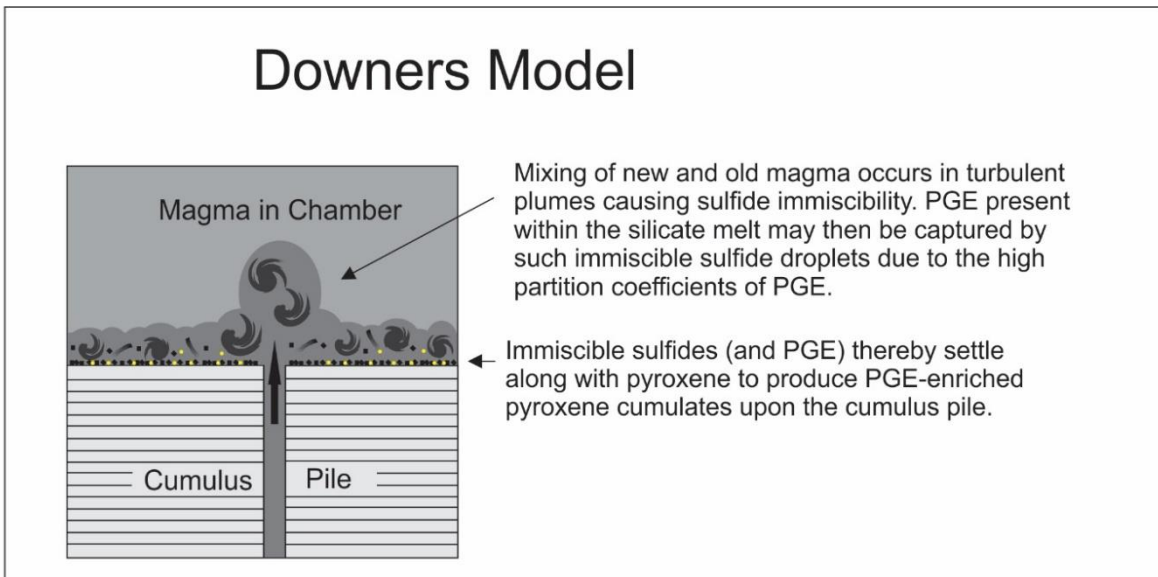 Downers Model
Magma in Chamber
Mixing of new and old magma occurs in turbulent
plumes causing sulfide immiscibility. PGE present
within the silicate melt may then be captured by
such immiscible sulfide droplets due to the high
partition coefficients of PGE.
Immiscible sulfides (and PGE) thereby settle
along with pyroxene to produce PGE-enriched
pyroxene cumulates upon the cumulus pile.
Cumulus Pile